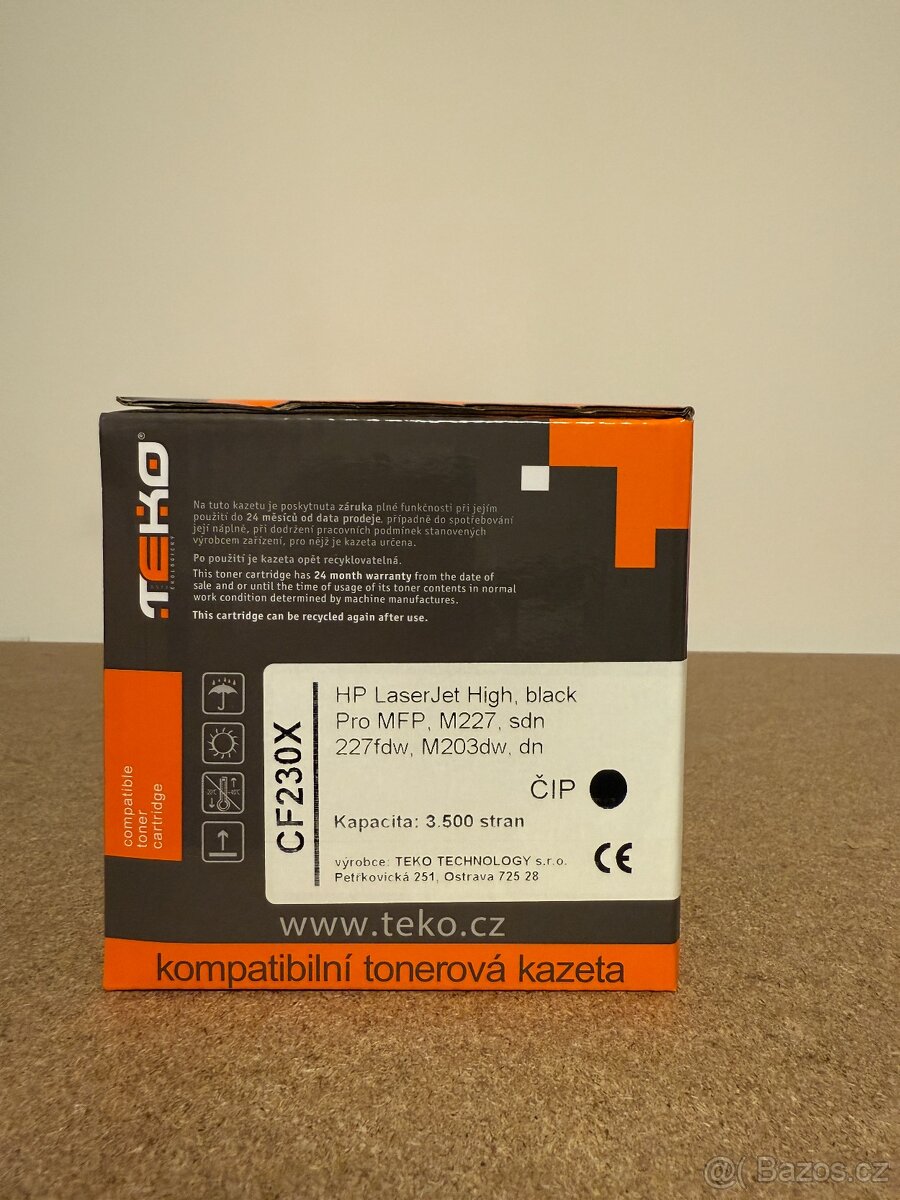 TEKO®
EKOLOGICKÝ
Na tuto kazetu je poskytnuta záruka plné funkčnosti při jejím
použití do 24 měsíců od data prodeje, případně do spotřebování
její náplně, při dodržení pracovních podmínek stanovených
výrobcem zařízení, pro nějž je kazeta určena.
Po použití je kazeta opět recyklovatelná.
This toner cartridge has 24 month warranty from the date of
sale and or until the time of usage of its toner contents in normal
work condition determined by machine manufactures.
This cartridge can be recycled again after use.
compatible
toner
cartridge
CF230X
HP LaserJet High, black
Pro MFP, M227, sdn
227fdw, M203dw, dn
ČIP
Kapacita: 3.500 stran
výrobce: TEKO TECHNOLOGY s.r.o.
Petřkovická 251, Ostrava 725 28
CE
www.teko.cz
kompatibilní tonerová kazeta
@( Bazos.cz